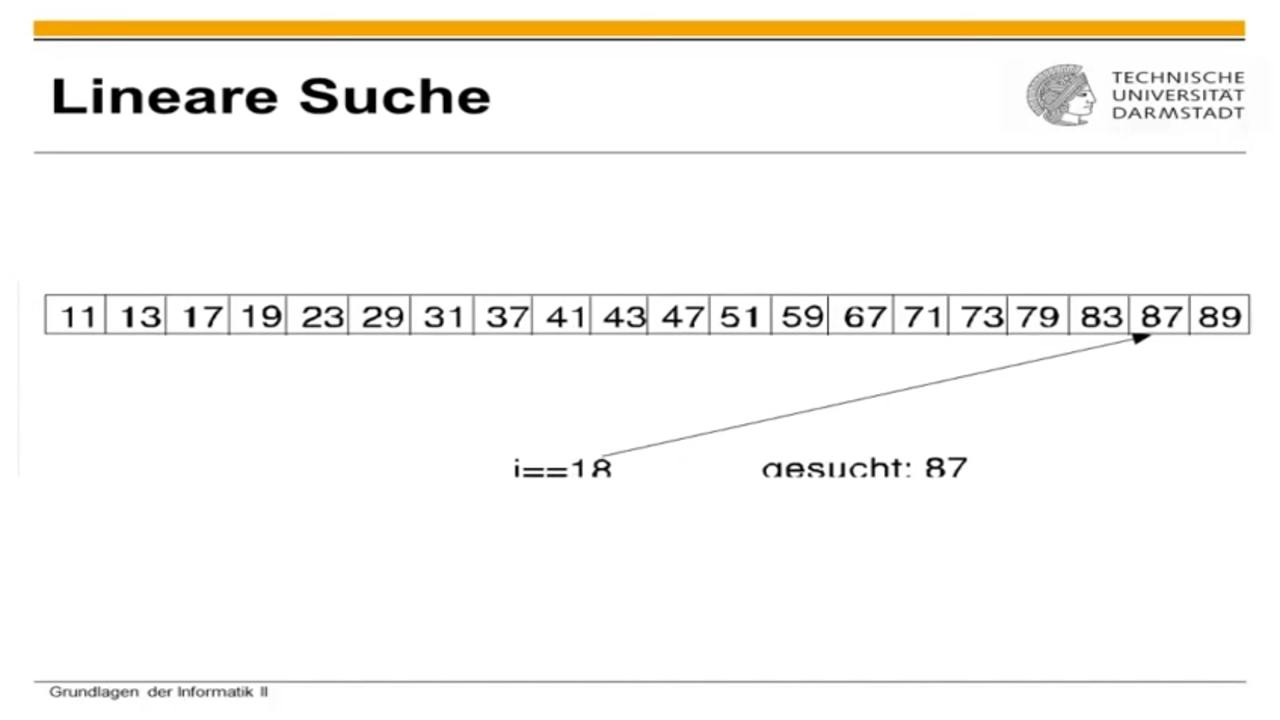 Lineare Suche
TECHNISCHE
UNIVERSITÄT
DARMSTADT
11 13 17 19 23 29 31 37 41 43 47 51 59 67 71 73 79 83 87 89
i==18 gesucht: 87
Grundlagen der Informatik II